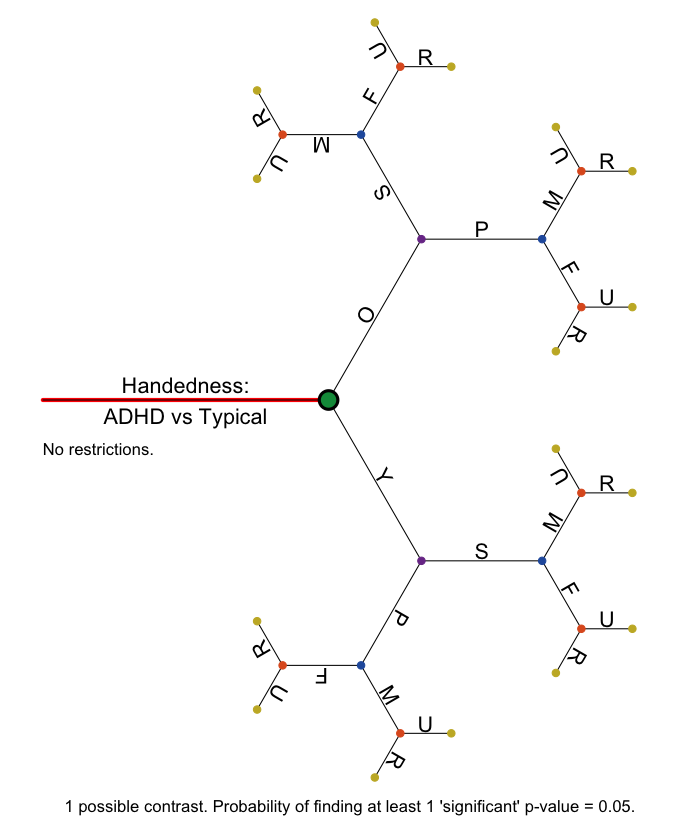 U
R
F
R
M
U
S
U
R
P
M
F
U
R
O
Handedness:
ADHD vs Typical
No restrictions.
Y
U
R
S
M
F
U
R
P
R
F
U
M
U
R
1 possible contrast. Probability of finding at least 1 'significant' p-value = 0.05.